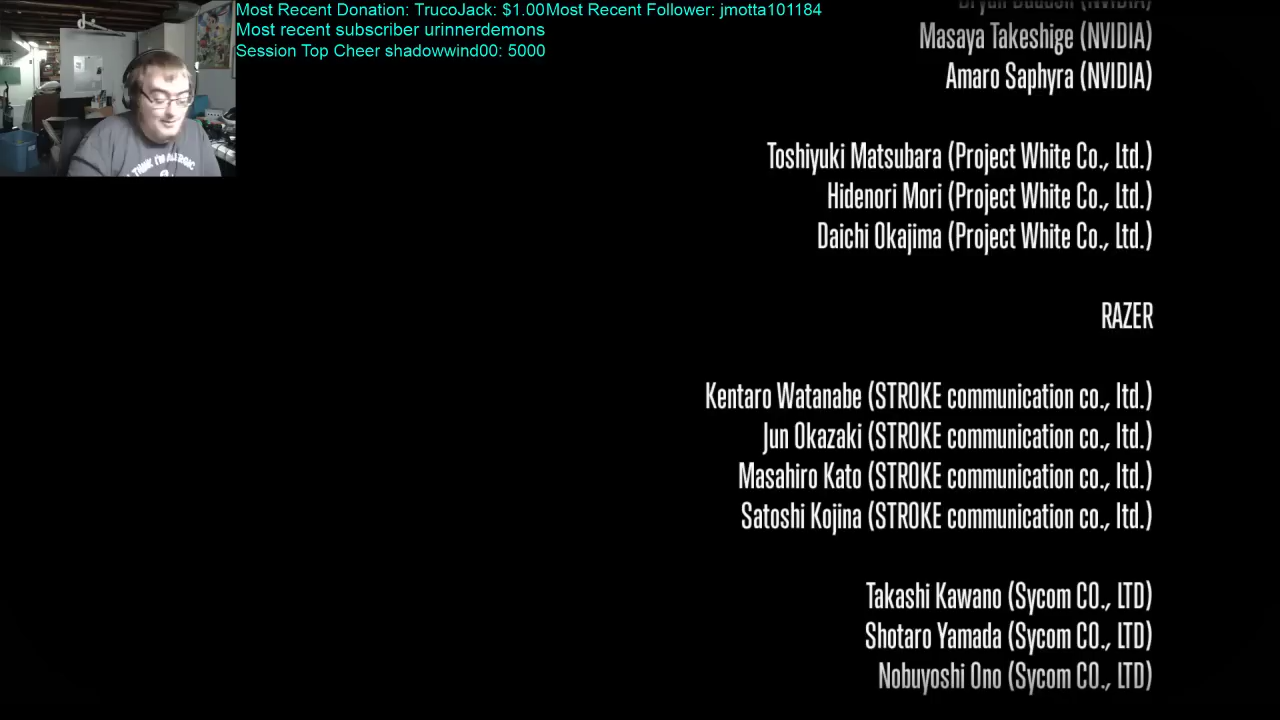 Most Recent Donation: TrucoJack: $1.00Most Recent Follower: jmotta101184
Most recent subscriber urinnerdemons
Session Top Cheer shadowwind00: 5000
(NVIDIA)
Masaya Takeshige (NVIDIA)
Amaro Saphyra (NVIDIA)
Toshiyuki Matsubara (Project White Co., Ltd.)
Hidenori Mori (Project White Co., Ltd.)
Daichi Okajima (Project White Co., Ltd.)
RAZER
Kentaro Watanabe (STROKE communication co., ltd.)
Jun Okazaki (STROKE communication co., ltd.)
Masahiro Kato (STROKE communication co., ltd.)
Satoshi Kojina (STROKE communication co., ltd.)
Takashi Kawano (Sycom CO., LTD)
Shotaro Yamada (Sycom CO., LTD)
Nobuyoshi Ono (Sycom CO., LTD)